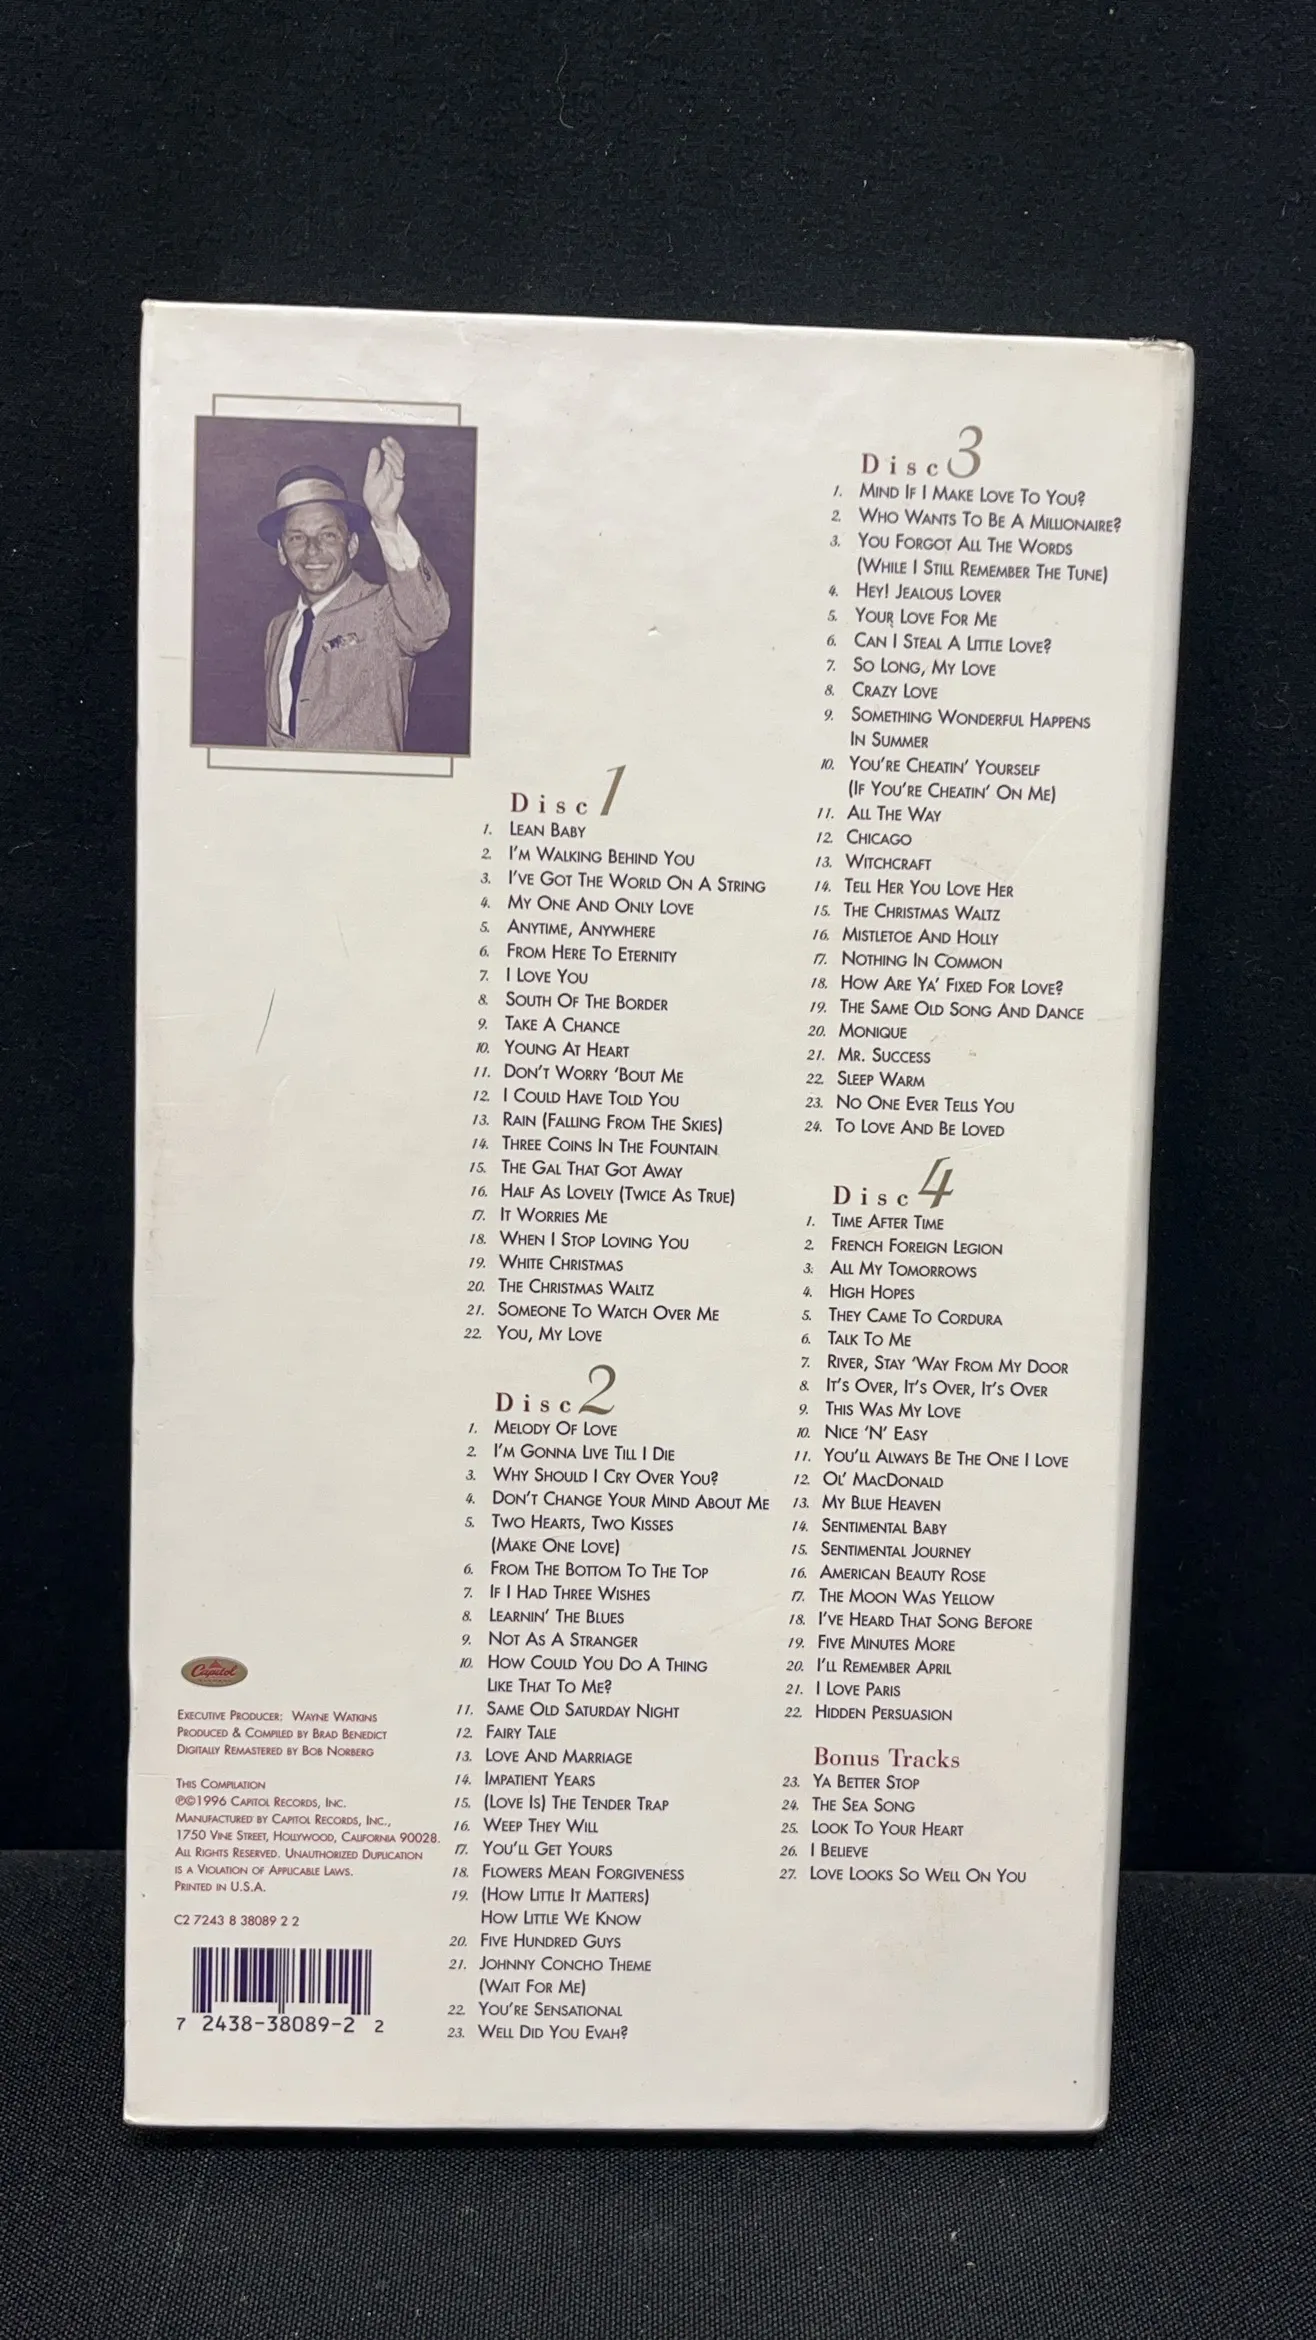 Disc 1
1. Lean Baby
2. I'm Walking Behind You
3. I've Got The World On A String
4. My One And Only Love
5. Anytime, Anywhere
6. From Here To Eternity
7. I Love You
8. South Of The Border
9. Take A Chance
10. Young At Heart
11. Don't Worry 'Bout Me
12. I Could Have Told You
13. Rain (Falling From The Skies)
14. Three Coins In The Fountain
15. The Gal That Got Away
16. Half As Lovely (Twice As True)
17. It Worries Me
18. When I Stop Loving You
19. White Christmas
20. The Christmas Waltz
21. Someone To Watch Over Me
22. You, My Love
Disc 2
1. Melody Of Love
2. I'm Gonna Live Till I Die
3. Why Should I Cry Over You?
4. Don't Change Your Mind About Me
5. Two Hearts, Two Kisses
(Make One Love)
6. From The Bottom To The Top
7. If I Had Three Wishes
8. Learnin' The Blues
9. Not As A Stranger
10. How Could You Do A Thing
Like That To Me?
11. Same Old Saturday Night
12. Fairy Tale
13. Love And Marriage
14. Impatient Years
15. (Love Is) The Tender Trap
16. Weep They Will
17. You'll Get Yours
18. Flowers Mean Forgiveness
19. (How Little It Matters)
How Little We Know
20. Five Hundred Guys
21. Johnny Concho Theme
(Wait For Me)
22. You're Sensational
23. Well Did You Evah?
Disc 3
1. Mind If I Make Love To You?
2. Who Wants To Be A Millionaire?
3. You Forgot All The Words
(While I Still Remember The Tune)
4. Hey! Jealous Lover
5. Your Love For Me
6. Can I Steal A Little Love?
7. So Long, My Love
8. Crazy Love
9. Something Wonderful Happens
In Summer
10. You're Cheatin' Yourself
(If You're Cheatin' On Me)
11. All The Way
12. Chicago
13. Witchcraft
14. Tell Her You Love Her
15. The Christmas Waltz
16. Mistletoe And Holly
17. Nothing In Common
18. How Are Ya' Fixed For Love?
19. The Same Old Song And Dance
20. Monique
21. Mr. Success
22. Sleep Warm
23. No One Ever Tells You
24. To Love And Be Loved
Disc 4
1. Time After Time
2. French Foreign Legion
3. All My Tomorrows
4. High Hopes
5. They Came To Cordura
6. Talk To Me
7. River, Stay 'Way From My Door
8. It's Over, It's Over, It's Over
9. This Was My Love
10. Nice 'N' Easy
11. You'll Always Be The One I Love
12. Ol' MacDonald
13. My Blue Heaven
14. Sentimental Baby
15. Sentimental Journey
16. American Beauty Rose
17. The Moon Was Yellow
18. I've Heard That Song Before
19. Five Minutes More
20. I'll Remember April
21. I Love Paris
22. Hidden Persuasion
Bonus Tracks
23. Ya Better Stop
24. The Sea Song
25. Look To Your Heart
26. I Believe
27. Love Looks So Well On You
Capitol
Executive Producer: Wayne Watkins
Produced & Compiled by Brad Benedict
Digitally Remastered by Bob Norberg
This Compilation
℗©1996 Capitol Records, Inc.
Manufactured by Capitol Records, Inc.,
1750 Vine Street, Hollywood, California 90028.
All Rights Reserved. Unauthorized Duplication
is a Violation of Applicable Laws.
Printed in U.S.A.
C2 7243 8 38089 2 2
7 2438-38089-2 2